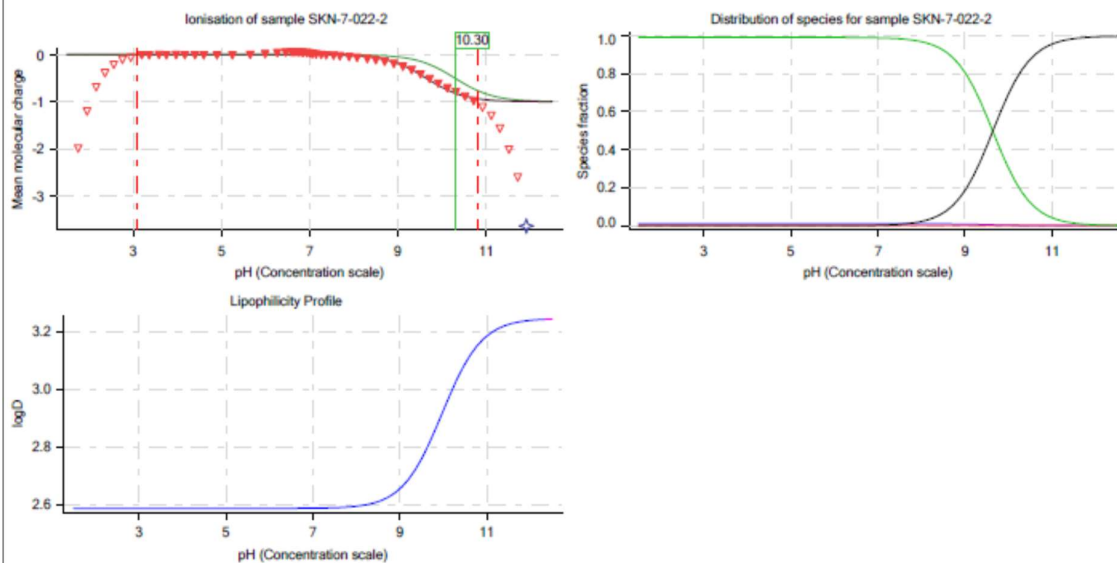 Ionisation of sample SKN-7-022-2
10.30
Mean molecular charge
0
-1
-2
-3
3 5 7 9 11
pH (Concentration scale)
Distribution of species for sample SKN-7-022-2
Species fraction
1.0
0.8
0.6
0.4
0.2
0.0
3 5 7 9 11
pH (Concentration scale)
Lipophilicity Profile
logD
3.2
3.0
2.8
2.6
3 5 7 9 11
pH (Concentration scale)